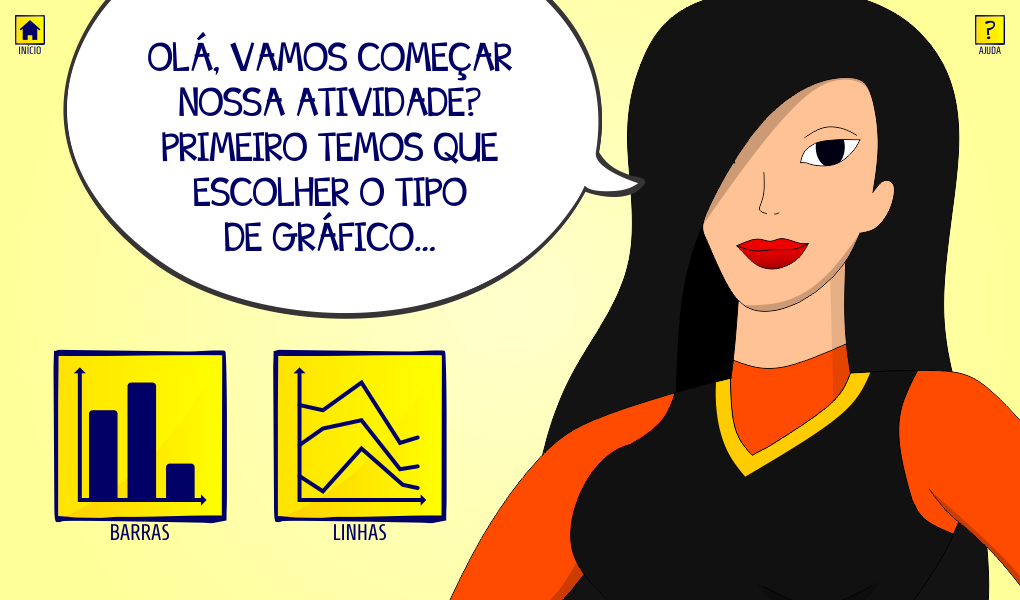 INÍCIO
AJUDA
OLÁ, VAMOS COMEÇAR
NOSSA ATIVIDADE?
PRIMEIRO TEMOS QUE
ESCOLHER O TIPO
DE GRÁFICO...
BARRAS
LINHAS